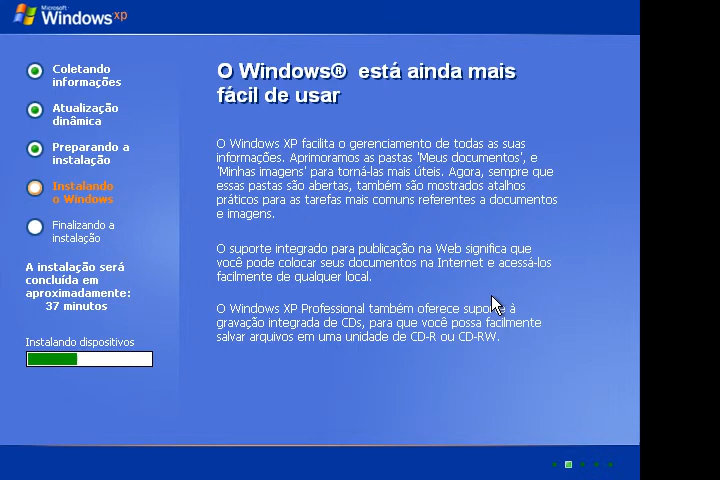 Microsoft
Windows xp
Coletando
informações
Atualização
dinâmica
Preparando a
instalação
Instalando
o Windows
Finalizando a
instalação
A instalação será
concluída em
aproximadamente:
37 minutos
Instalando dispositivos
O Windows® está ainda mais
fácil de usar
O Windows XP facilita o gerenciamento de todas as suas
informações. Aprimoramos as pastas 'Meus documentos', e
'Minhas imagens' para torná-las mais úteis. Agora, sempre que
essas pastas são abertas, também são mostrados atalhos
práticos para as tarefas mais comuns referentes a documentos
e imagens.
O suporte integrado para publicação na Web significa que
você pode colocar seus documentos na Internet e acessá-los
facilmente de qualquer local.
O Windows XP Professional também oferece suporte à
gravação integrada de CDs, para que você possa facilmente
salvar arquivos em uma unidade de CD-R ou CD-RW.